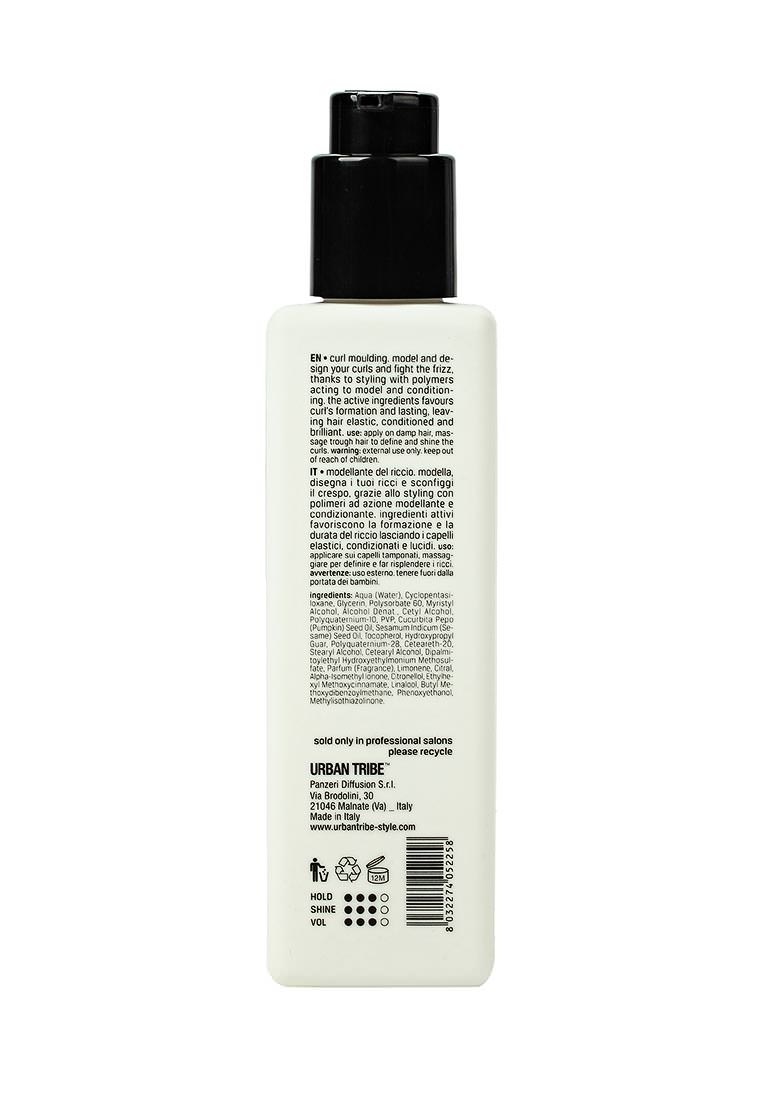 EN • curl moulding. model and de-
sign your curls and fight the frizz,
thanks to styling with polymers
acting to model and condition-
ing. the active ingredients favours
curl's formation and lasting, leav-
ing hair elastic, conditioned and
brilliant. use: apply on damp hair, mas-
sage trough hair to define and shine the
curls. warning: external use only. keep out
of reach of children.
IT • modellante del riccio. modella,
disegna i tuoi ricci e sconfiggi
il crespo, grazie allo styling con
polimeri ad azione modellante e
condizionante. ingredienti attivi
favoriscono la formazione e la
durata del riccio lasciando i capelli
elastici, condizionati e lucidi. uso:
applicare sui capelli tamponati, massag-
giare per definire e far risplendere i ricci.
avvertenze: uso esterno. tenere fuori dalla
portata dei bambini.
ingredients: Aqua (Water), Cyclopentasi-
loxane, Glycerin, Polysorbate 60, Myristyl
Alcohol, Alcohol Denat., Cetyl Alcohol,
Polyquaternium-10, PVP, Cucurbita Pepo
(Pumpkin) Seed Oil, Sesamum Indicum (Se-
same) Seed Oil, Tocopherol, Hydroxypropyl
Guar, Polyquaternium-28, Ceteareth-20,
Stearyl Alcohol, Cetearyl Alcohol, Dipalmi-
toylethyl Hydroxyethylmonium Methosul-
fate, Parfum (Fragrance), Limonene, Citral,
Alpha-Isomethyl Ionone, Citronellol, Ethylhe-
xyl Methoxycinnamate, Linalool, Butyl Me-
thoxydibenzoylmethane, Phenoxyethanol,
Methylisothiazolinone.
sold only in professional salons
please recycle
URBAN TRIBE™
Panzeri Diffusion S.r.l.
Via Brodolini, 30
21046 Malnate (Va) _ Italy
Made in Italy
www.urbantribe-style.com
12M
HOLD
SHINE
VOL
8 032274 052258